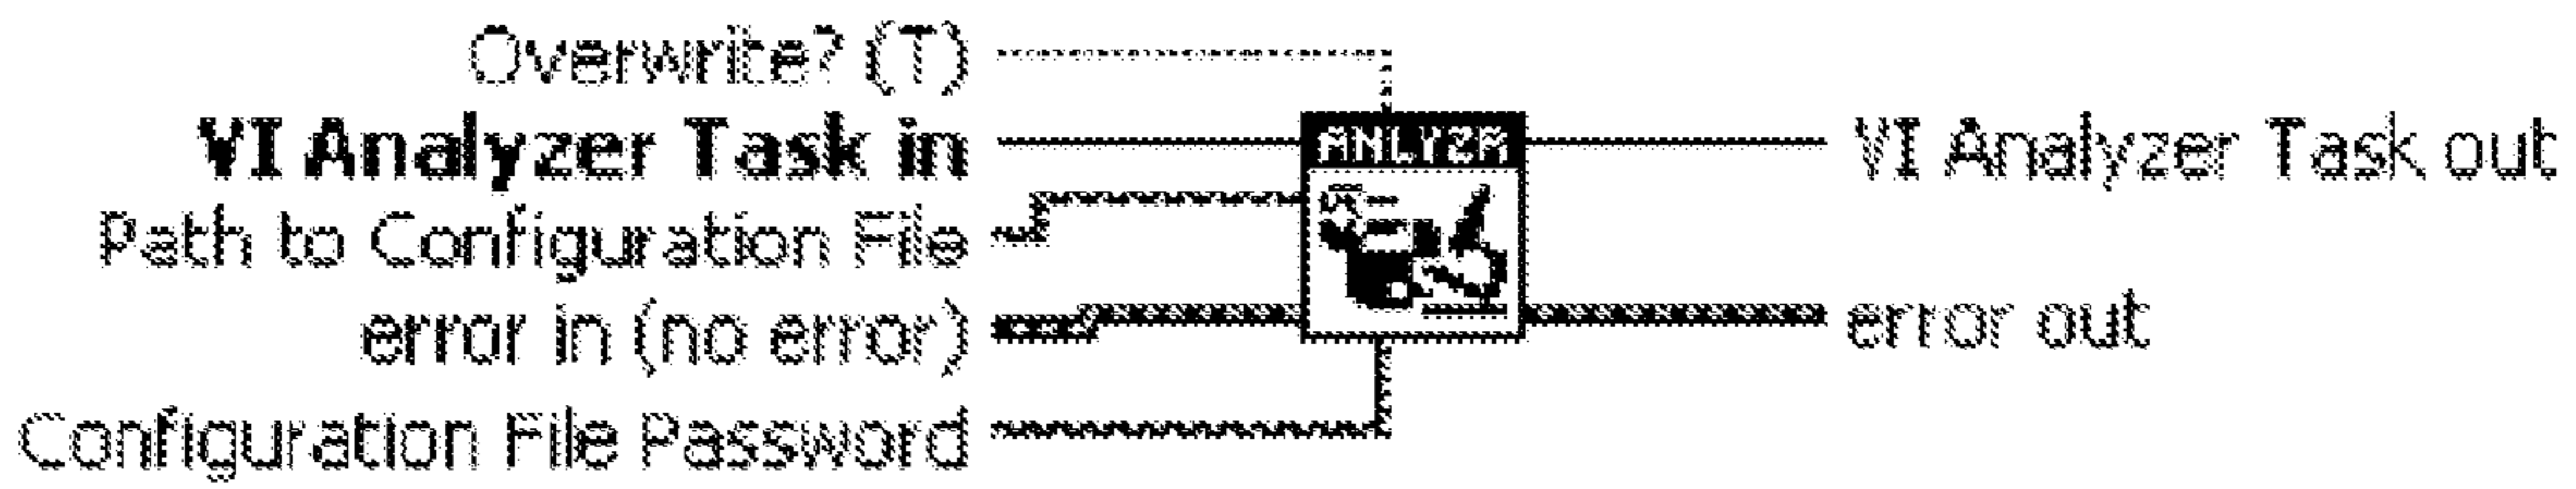 Overwrite? (T)
VI Analyzer Task in
Path to Configuration File
error in (no error)
Configuration File Password
ANLYZR
VI Analyzer Task out
error out